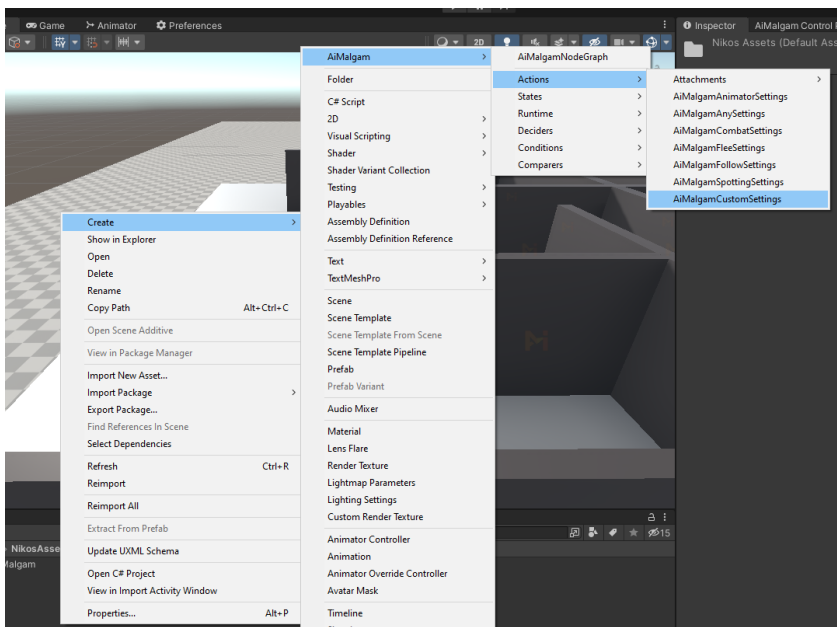 Game
Animator
Preferences
Inspector
AiMalgam Control
2D
Nikos Assets (Default Ass
AiMalgam
Folder
C# Script
2D
Visual Scripting
Shader
Shader Variant Collection
Testing
Playables
Assembly Definition
Assembly Definition Reference
Text
TextMeshPro
Scene
Scene Template
Scene Template From Scene
Scene Template Pipeline
Prefab
Prefab Variant
Audio Mixer
Material
Lens Flare
Render Texture
Lightmap Parameters
Lighting Settings
Custom Render Texture
Animator Controller
Animation
Animator Override Controller
Avatar Mask
Timeline
AiMalgamNodeGraph
Actions
States
Runtime
Deciders
Conditions
Comparers
Attachments
AiMalgamAnimatorSettings
AiMalgamAnySettings
AiMalgamCombatSettings
AiMalgamFleeSettings
AiMalgamFollowSettings
AiMalgamSpottingSettings
AiMalgamCustomSettings
Create
Show in Explorer
Open
Delete
Rename
Copy Path Alt+Ctrl+C
Open Scene Additive
View in Package Manager
Import New Asset...
Import Package
Export Package...
Find References In Scene
Select Dependencies
Refresh Ctrl+R
Reimport
Reimport All
Extract From Prefab
Update UXML Schema
Open C# Project
View in Import Activity Window
Properties... Alt+P
NikosAsse
Malgam
15